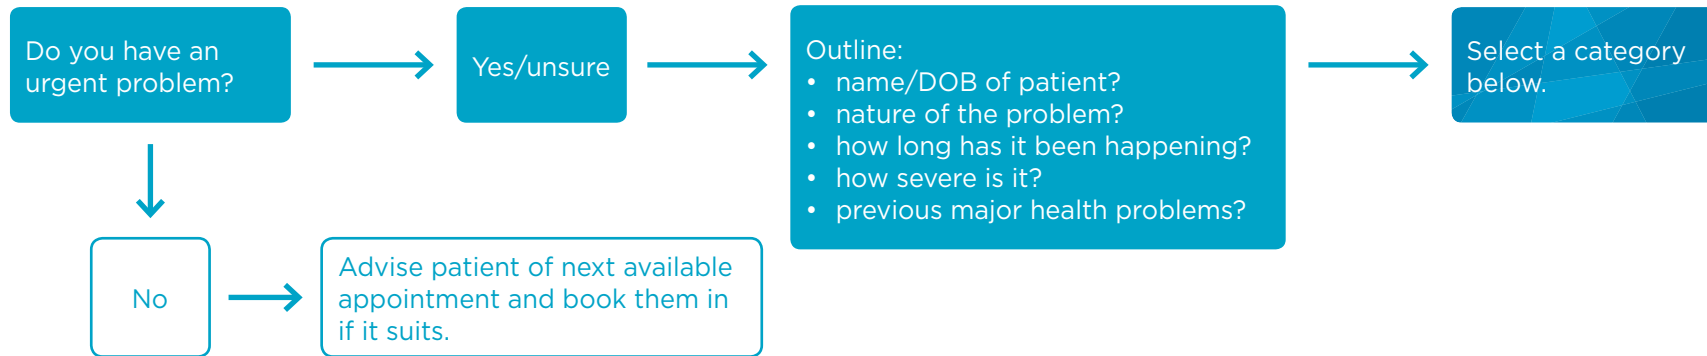 Do you have an
urgent problem?
Yes/unsure
Outline:
• name/DOB of patient?
• nature of the problem?
• how long has it been happening?
• how severe is it?
• previous major health problems?
Select a category
below.
No
Advise patient of next available
appointment and book them in
if it suits.